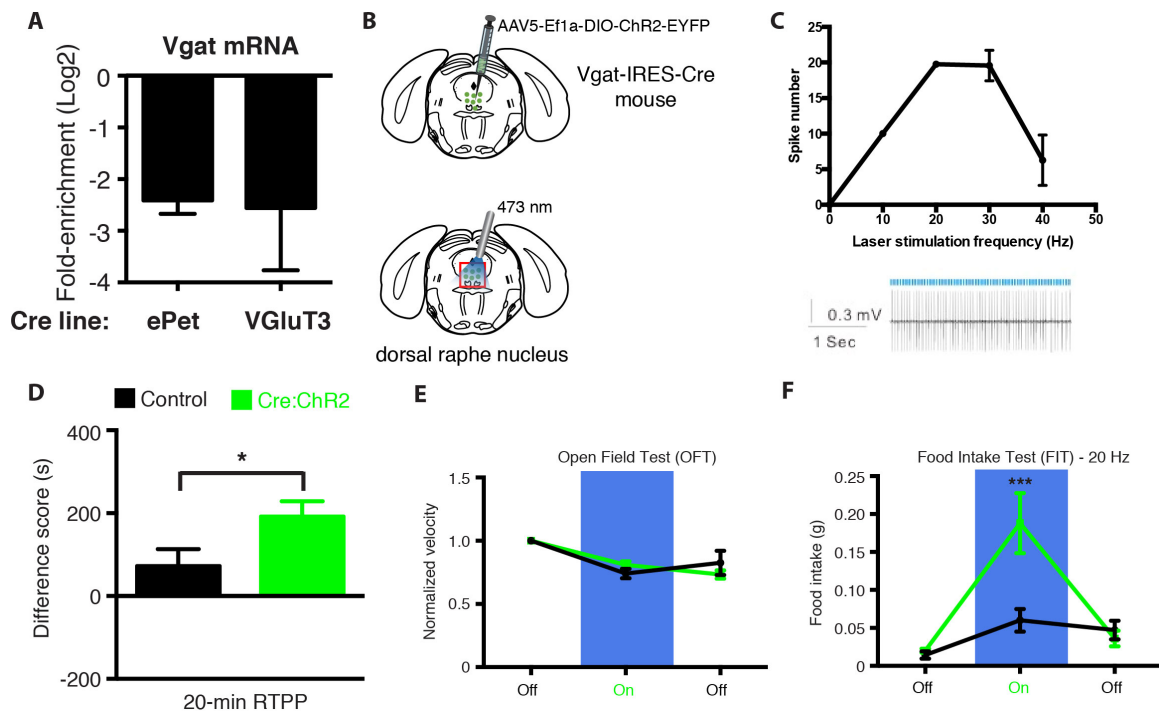 A
Vgat mRNA
Fold-enrichment (Log2)
0
-1
-2
-3
-4
Cre line: ePet VGluT3
B
AAV5-Ef1a-DIO-ChR2-EYFP
Vgat-IRES-Cre
mouse
473 nm
dorsal raphe nucleus
C
Spike number
25
20
15
10
5
0
0 10 20 30 40 50
Laser stimulation frequency (Hz)
0.3 mV
1 Sec
D
Control Cre:ChR2
Difference score (s)
400
200
0
-200
*
20-min RTPP
E
Open Field Test (OFT)
Normalized velocity
1.5
1.0
0.5
0
Off On Off
F
Food Intake Test (FIT) - 20 Hz
***
Food intake (g)
0.25
0.20
0.15
0.10
0.05
0
Off On Off